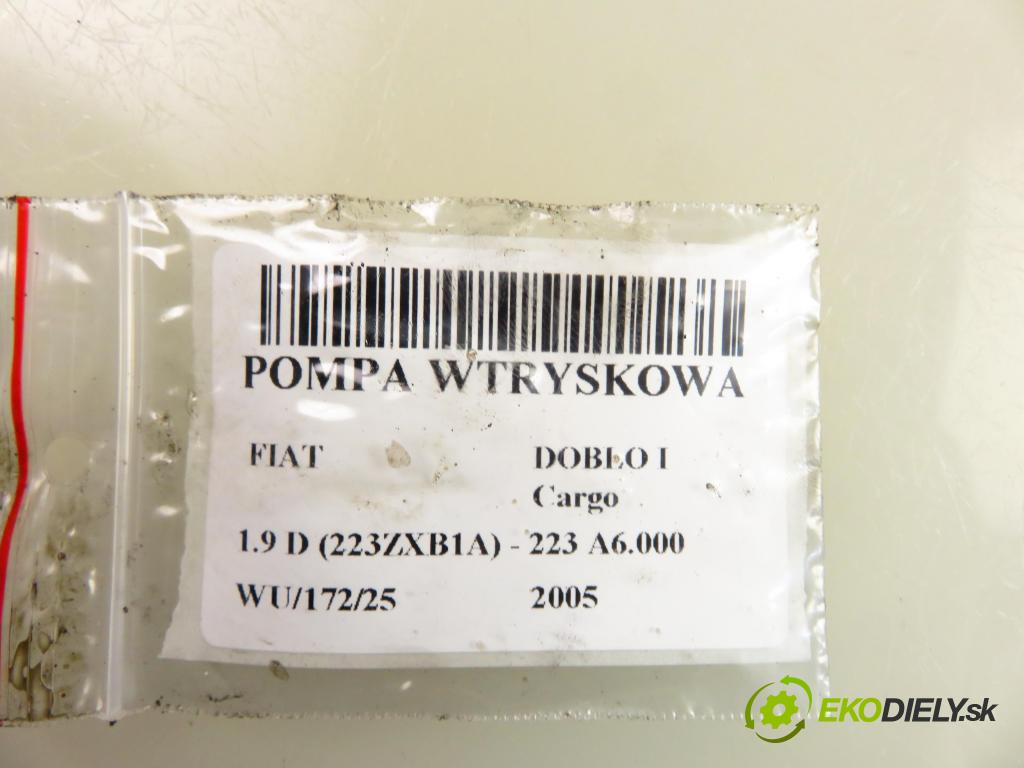 POMPA WTRYSKOWA
FIAT DOBLO I
Cargo
1.9 D (223ZXB1A) - 223 A6.000
WU/172/25 2005
EKODIELY.sk